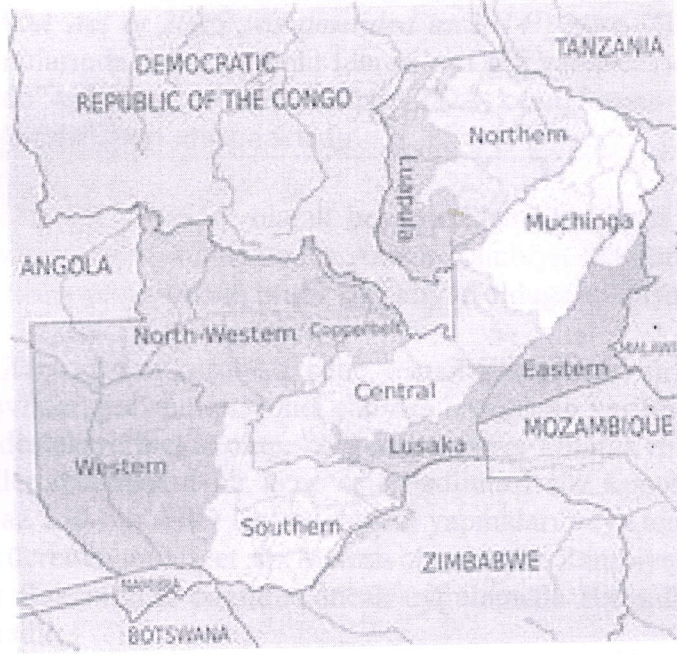 TANZANIA
DEMOCRATIC
REPUBLIC OF THE CONGO
Northern
Luapula
Muchinga
ANGOLA
North-Western
Copperbelt
MALAWI
Eastern
Central
MOZAMBIQUE
Lusaka
Western
Southern
ZIMBABWE
NAMIBIA
BOTSWANA